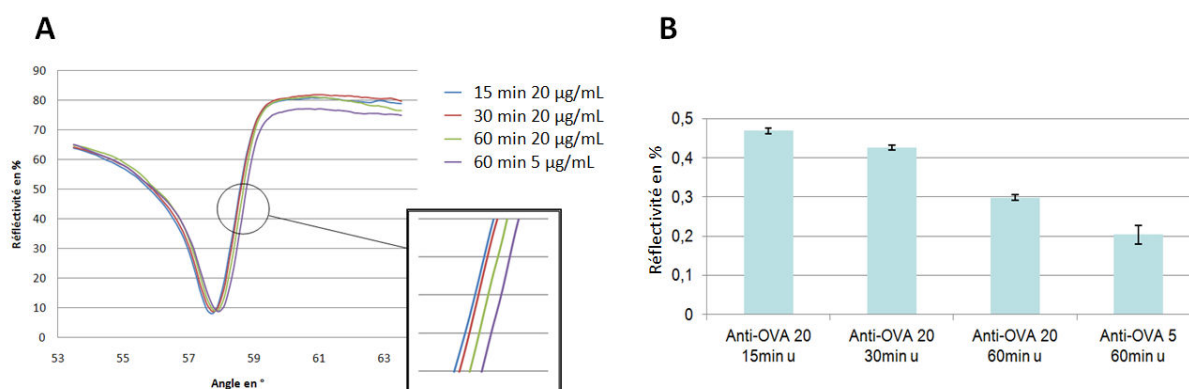 A
90
80
70
60
50
40
30
20
10
0
Réflectivité en %
53 55 57 59 61 63
Angle en °
15 min 20 µg/mL
30 min 20 µg/mL
60 min 20 µg/mL
60 min 5 µg/mL
B
0,5
0,4
0,3
0,2
0,1
0
Réflectivité en %
Anti-OVA 20 Anti-OVA 20 Anti-OVA 20 Anti-OVA 5
15min u 30min u 60min u 60min u